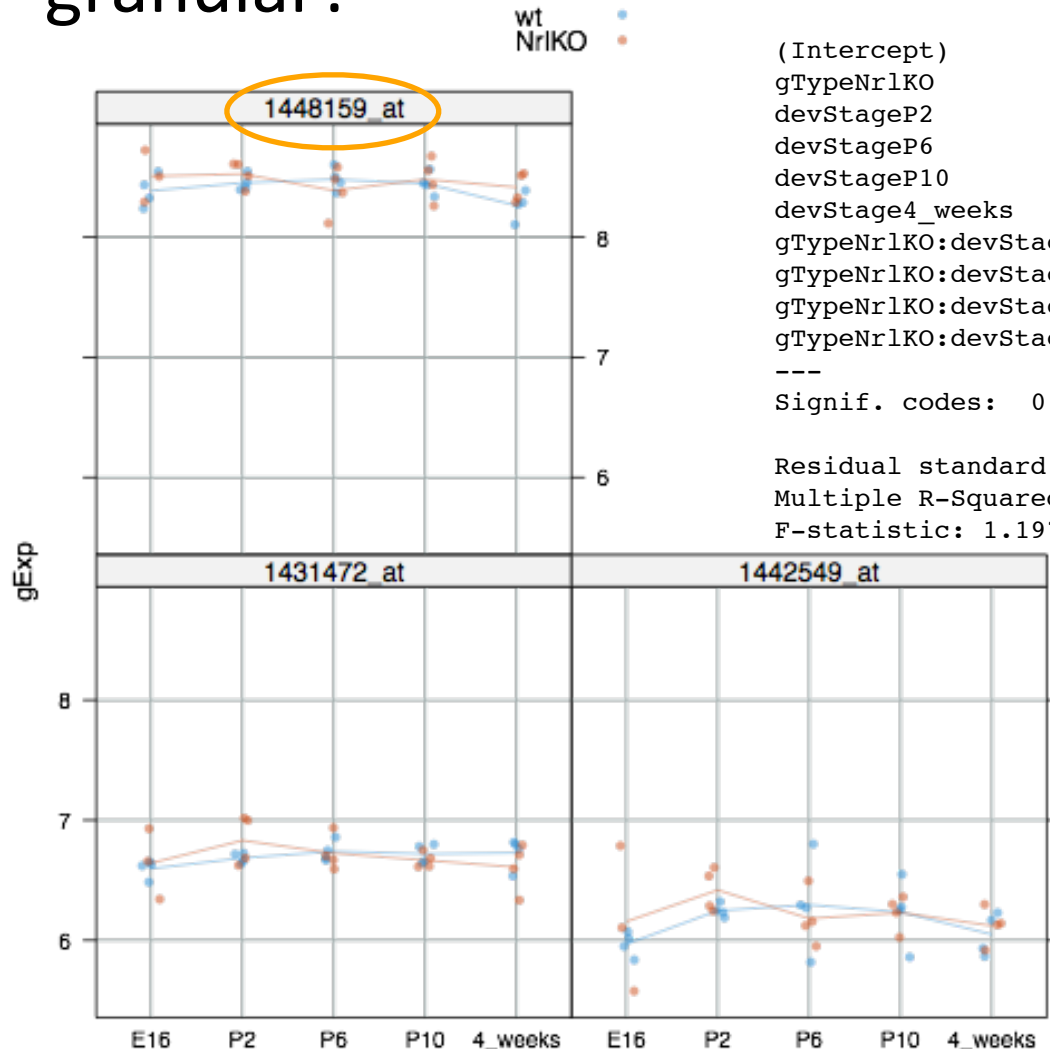 granular?
wt
NrlKO
1448159_at
8
7
6
gExp
1431472_at
1442549_at
8
7
6
E16 P2 P6 P10 4_weeks E16 P2 P6 P10 4_weeks
(Intercept)
gTypeNrlKO
devStageP2
devStageP6
devStageP10
devStage4_weeks
gTypeNrlKO:devSta
gTypeNrlKO:devSta
gTypeNrlKO:devSta
gTypeNrlKO:devSta
---
Signif. codes: 0
Residual standard
Multiple R-Squared
F-statistic: 1.19